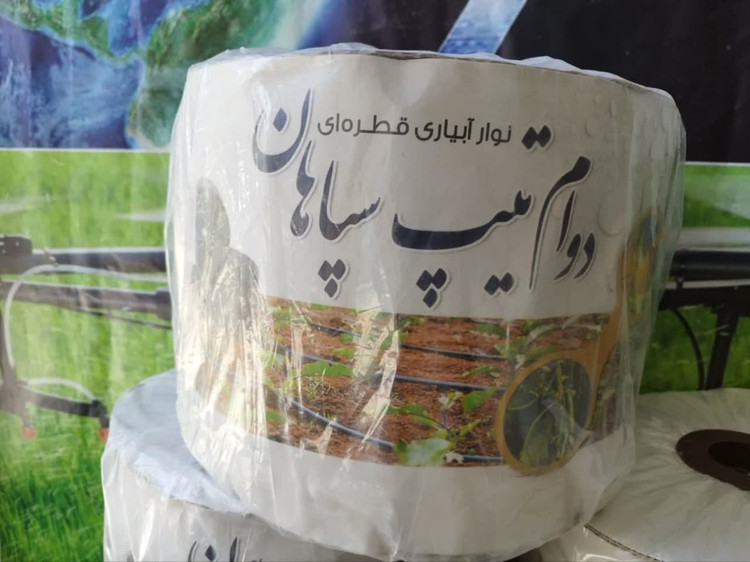 نوار آبیاری قطره‌ای
دوام تیپ سپاهان